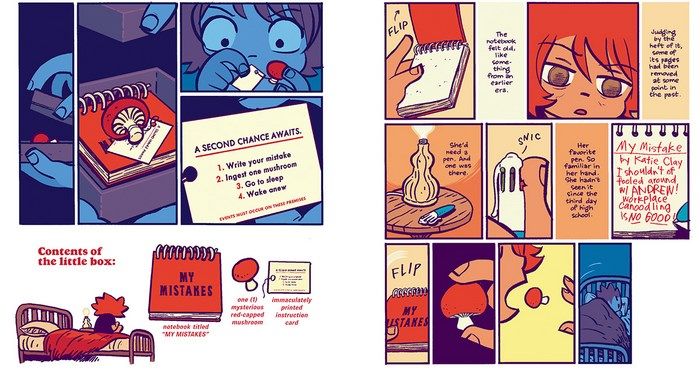 A SECOND CHANCE AWAITS.
1. Write your mistake
2. Ingest one mushroom
3. Go to sleep
4. Wake anew
EVENTS MUST OCCUR ON THESE PREMISES
Contents of
the little box:
MY
MISTAKES
notebook titled
"MY MISTAKES"
one (1)
mysterious
red-capped
mushroom
A SECOND CHANCE AWAITS.
immaculately
printed
instruction
card
FLIP
The
notebook
felt old,
like
some-
thing
from an
earlier
era.
Judging
by the
heft of it,
some of
its pages
had been
removed
at some
point in
the past.
She'd
need a
pen. And
one was
there.
SNIC
Her
favorite
pen. So
familiar in
her hand.
She hadn't
seen it
since the
third day
of high
school.
My Mistake
by Katie Clay
I shouldn't of
fooled around
w/ ANDREW!
workplace
canoodling
is NO GOOD!
FLIP
MY
MISTAKES